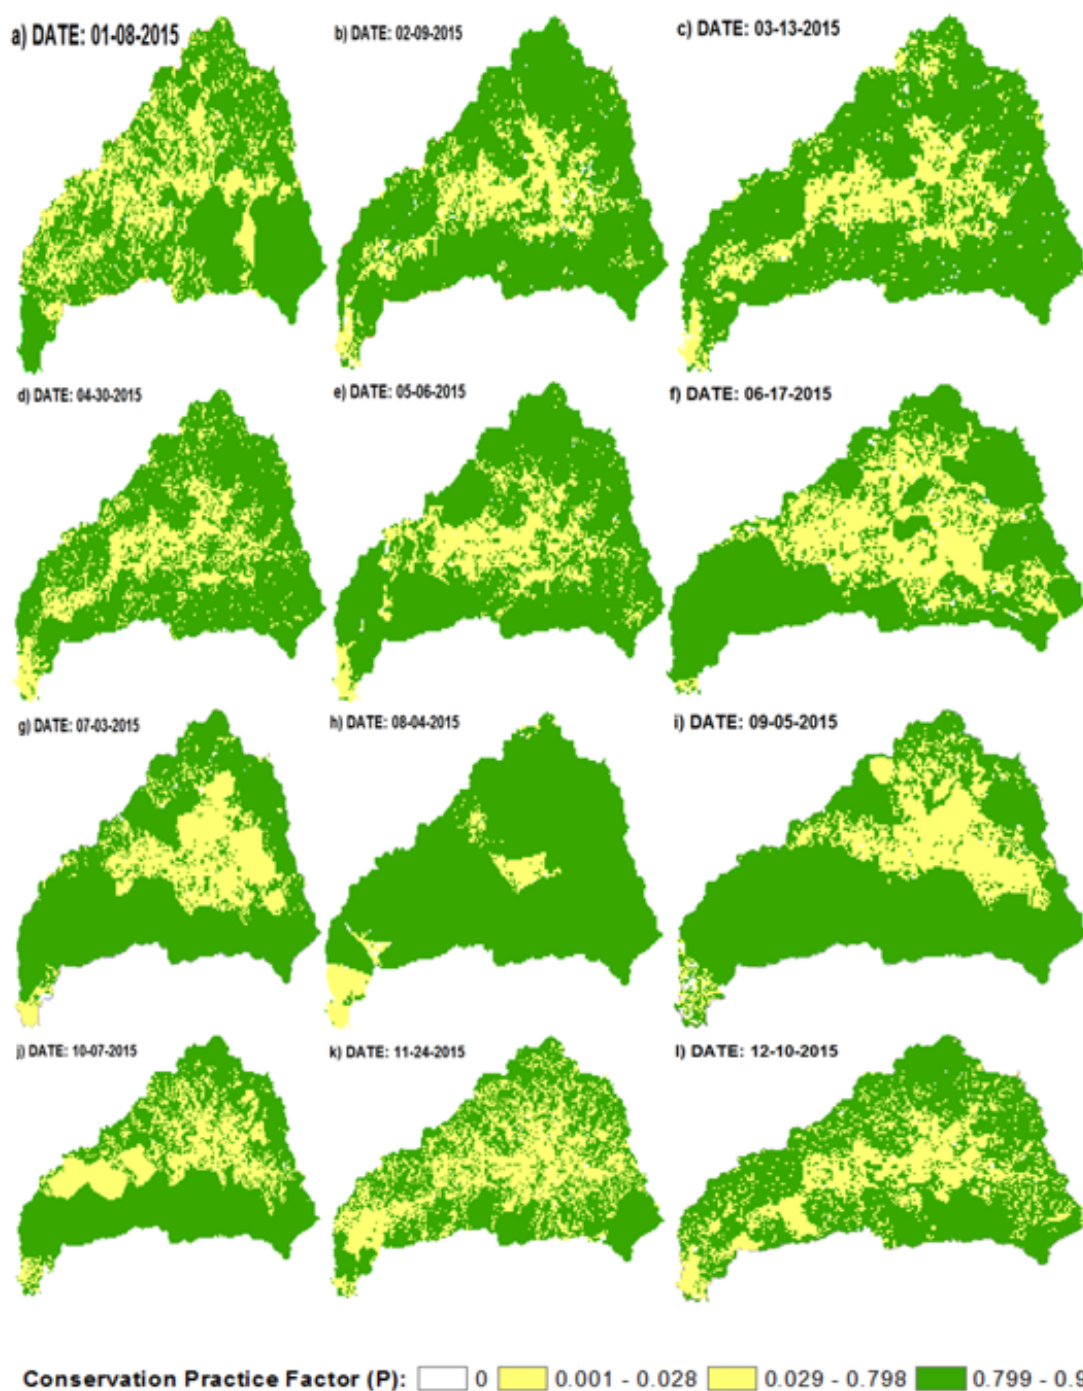 a) DATE: 01-08-2015
b) DATE: 02-09-2015
c) DATE: 03-13-2015
d) DATE: 04-30-2015
e) DATE: 05-06-2015
f) DATE: 06-17-2015
g) DATE: 07-03-2015
h) DATE: 08-04-2015
i) DATE: 09-05-2015
j) DATE: 10-07-2015
k) DATE: 11-24-2015
l) DATE: 12-10-2015
Conservation Practice Factor (P): 0 0.001 - 0.028 0.029 - 0.798 0.799 - 0.9